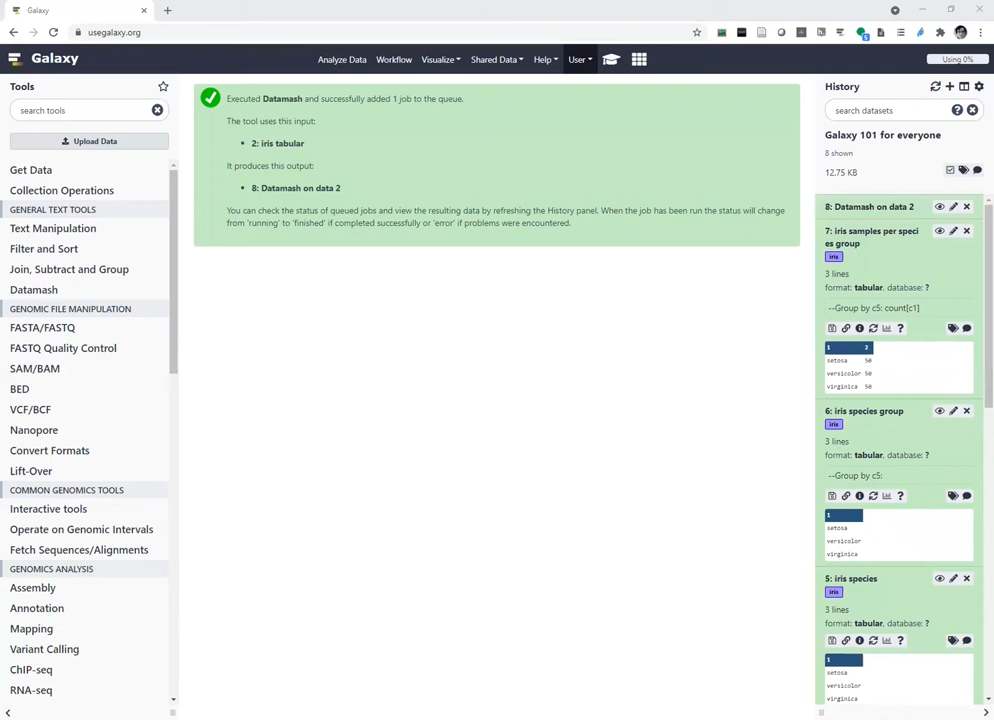 Galaxy
usegalaxy.org
Galaxy
Analyze Data Workflow Visualize Shared Data Help User
Using 0%
Tools
search tools
Upload Data
Get Data
Collection Operations
GENERAL TEXT TOOLS
Text Manipulation
Filter and Sort
Join, Subtract and Group
Datamash
GENOMIC FILE MANIPULATION
FASTA/FASTQ
FASTQ Quality Control
SAM/BAM
BED
VCF/BCF
Nanopore
Convert Formats
Lift-Over
COMMON GENOMICS TOOLS
Interactive tools
Operate on Genomic Intervals
Fetch Sequences/Alignments
GENOMICS ANALYSIS
Assembly
Annotation
Mapping
Variant Calling
ChIP-seq
RNA-seq
Executed Datamash and successfully added 1 job to the queue.
The tool uses this input:
2: iris tabular
It produces this output:
8: Datamash on data 2
You can check the status of queued jobs and view the resulting data by refreshing the History panel. When the job has been run the status will change
from 'running' to 'finished' if completed successfully or 'error' if problems were encountered.
History
search datasets
Galaxy 101 for everyone
8 shown
12.75 KB
8: Datamash on data 2
7: iris samples per speci
es group
iris
3 lines
format: tabular, database: ?
--Group by c5: count[c1]
1 2
setosa 50
versicolor 50
virginica 50
6: iris species group
iris
3 lines
format: tabular, database: ?
--Group by c5:
1
setosa
versicolor
virginica
5: iris species
iris
3 lines
format: tabular, database: ?
1
setosa
versicolor
virginica